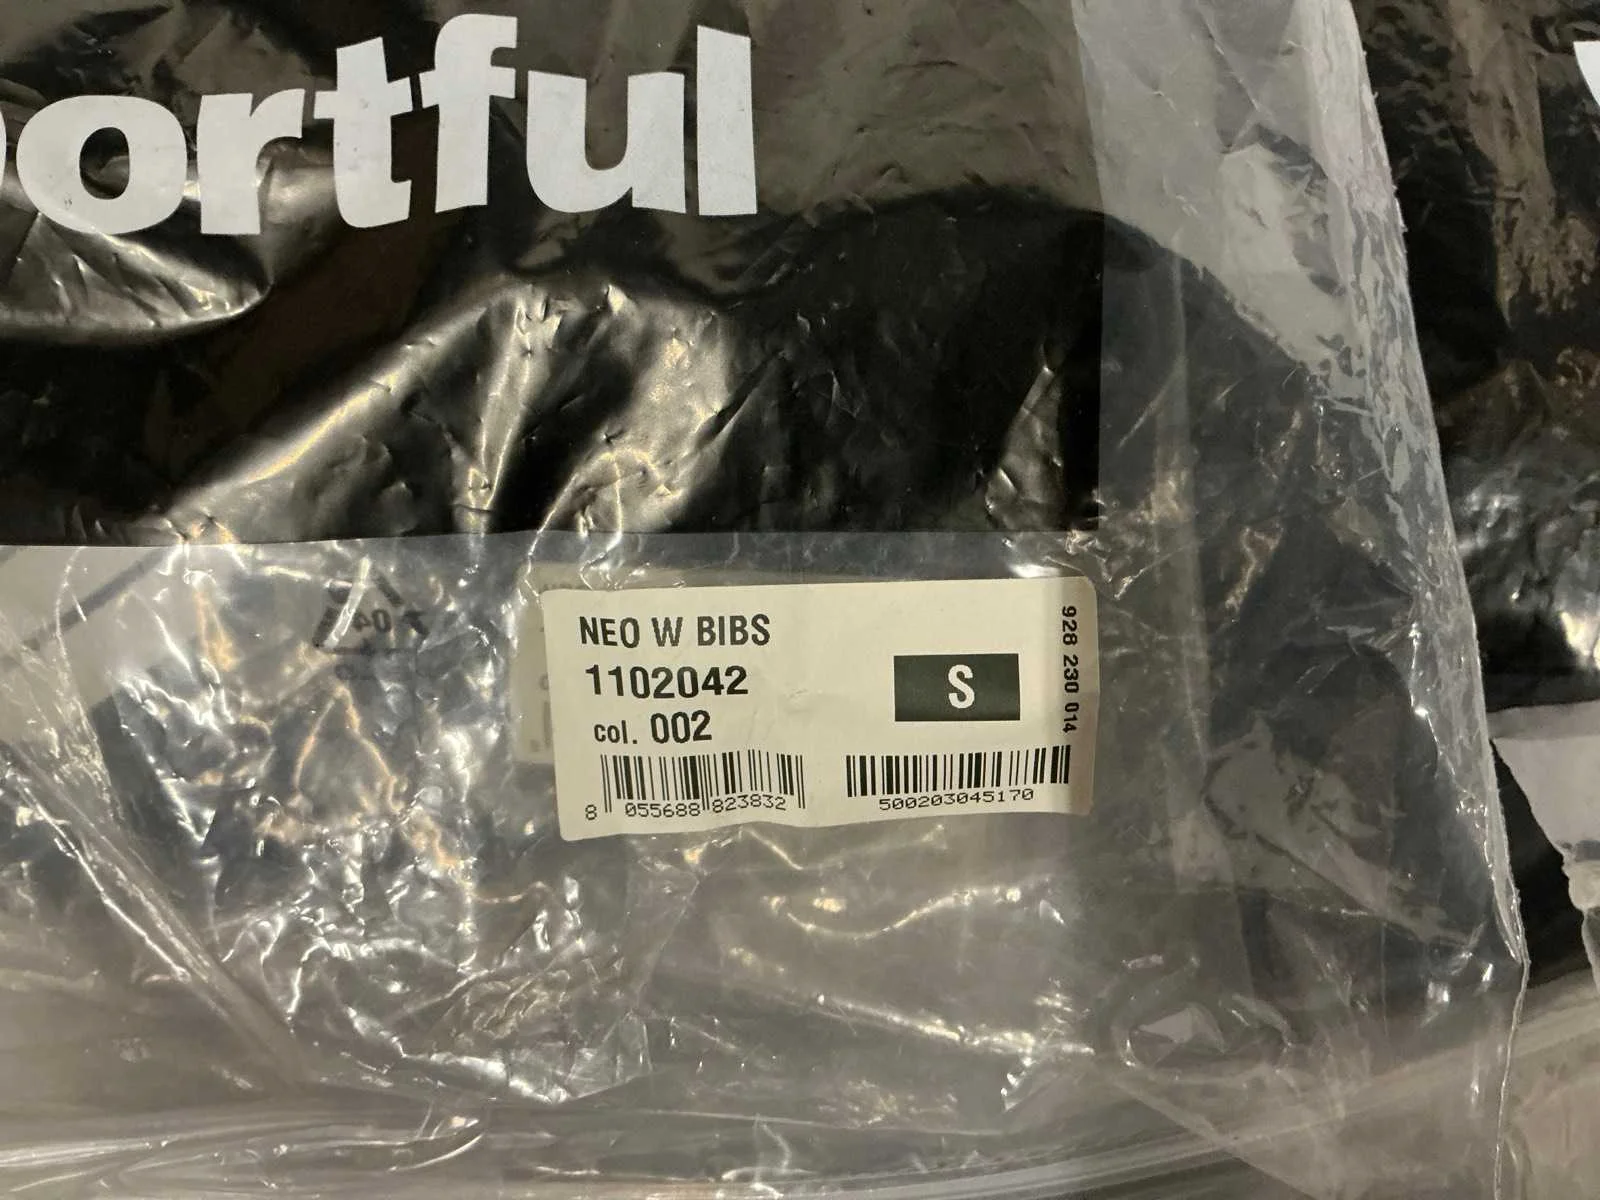 ortful
NEO W BIBS
1102042
col. 002
S
928 230 014
8 055688 823832
500203045170